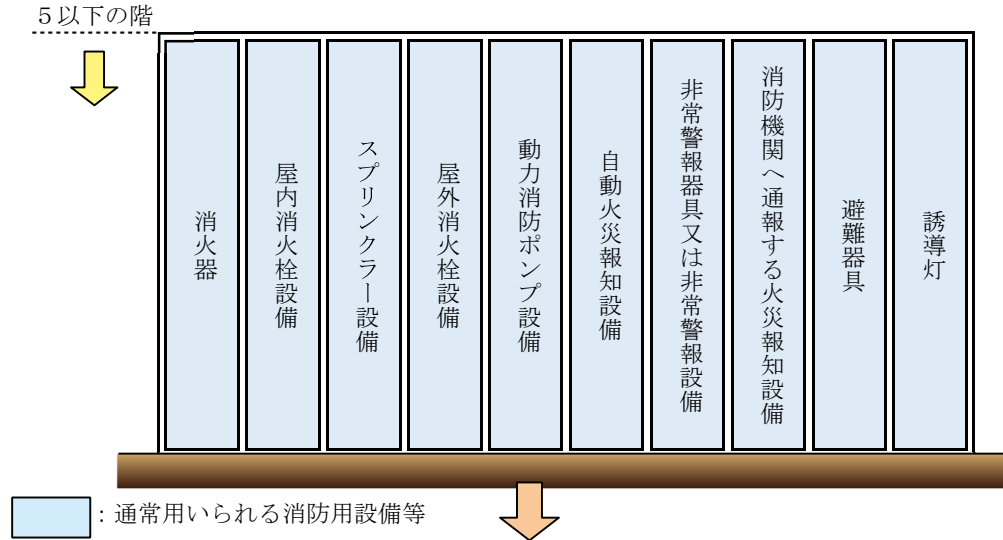 ５以下の階
消火器
屋内消火栓設備
スプリンクラー設備
屋外消火栓設備
動力消防ポンプ設備
自動火災報知設備
非常警報器具又は非常警報設備
消防機関へ通報する火災報知設備
避難器具
誘導灯
：通常用いられる消防用設備等